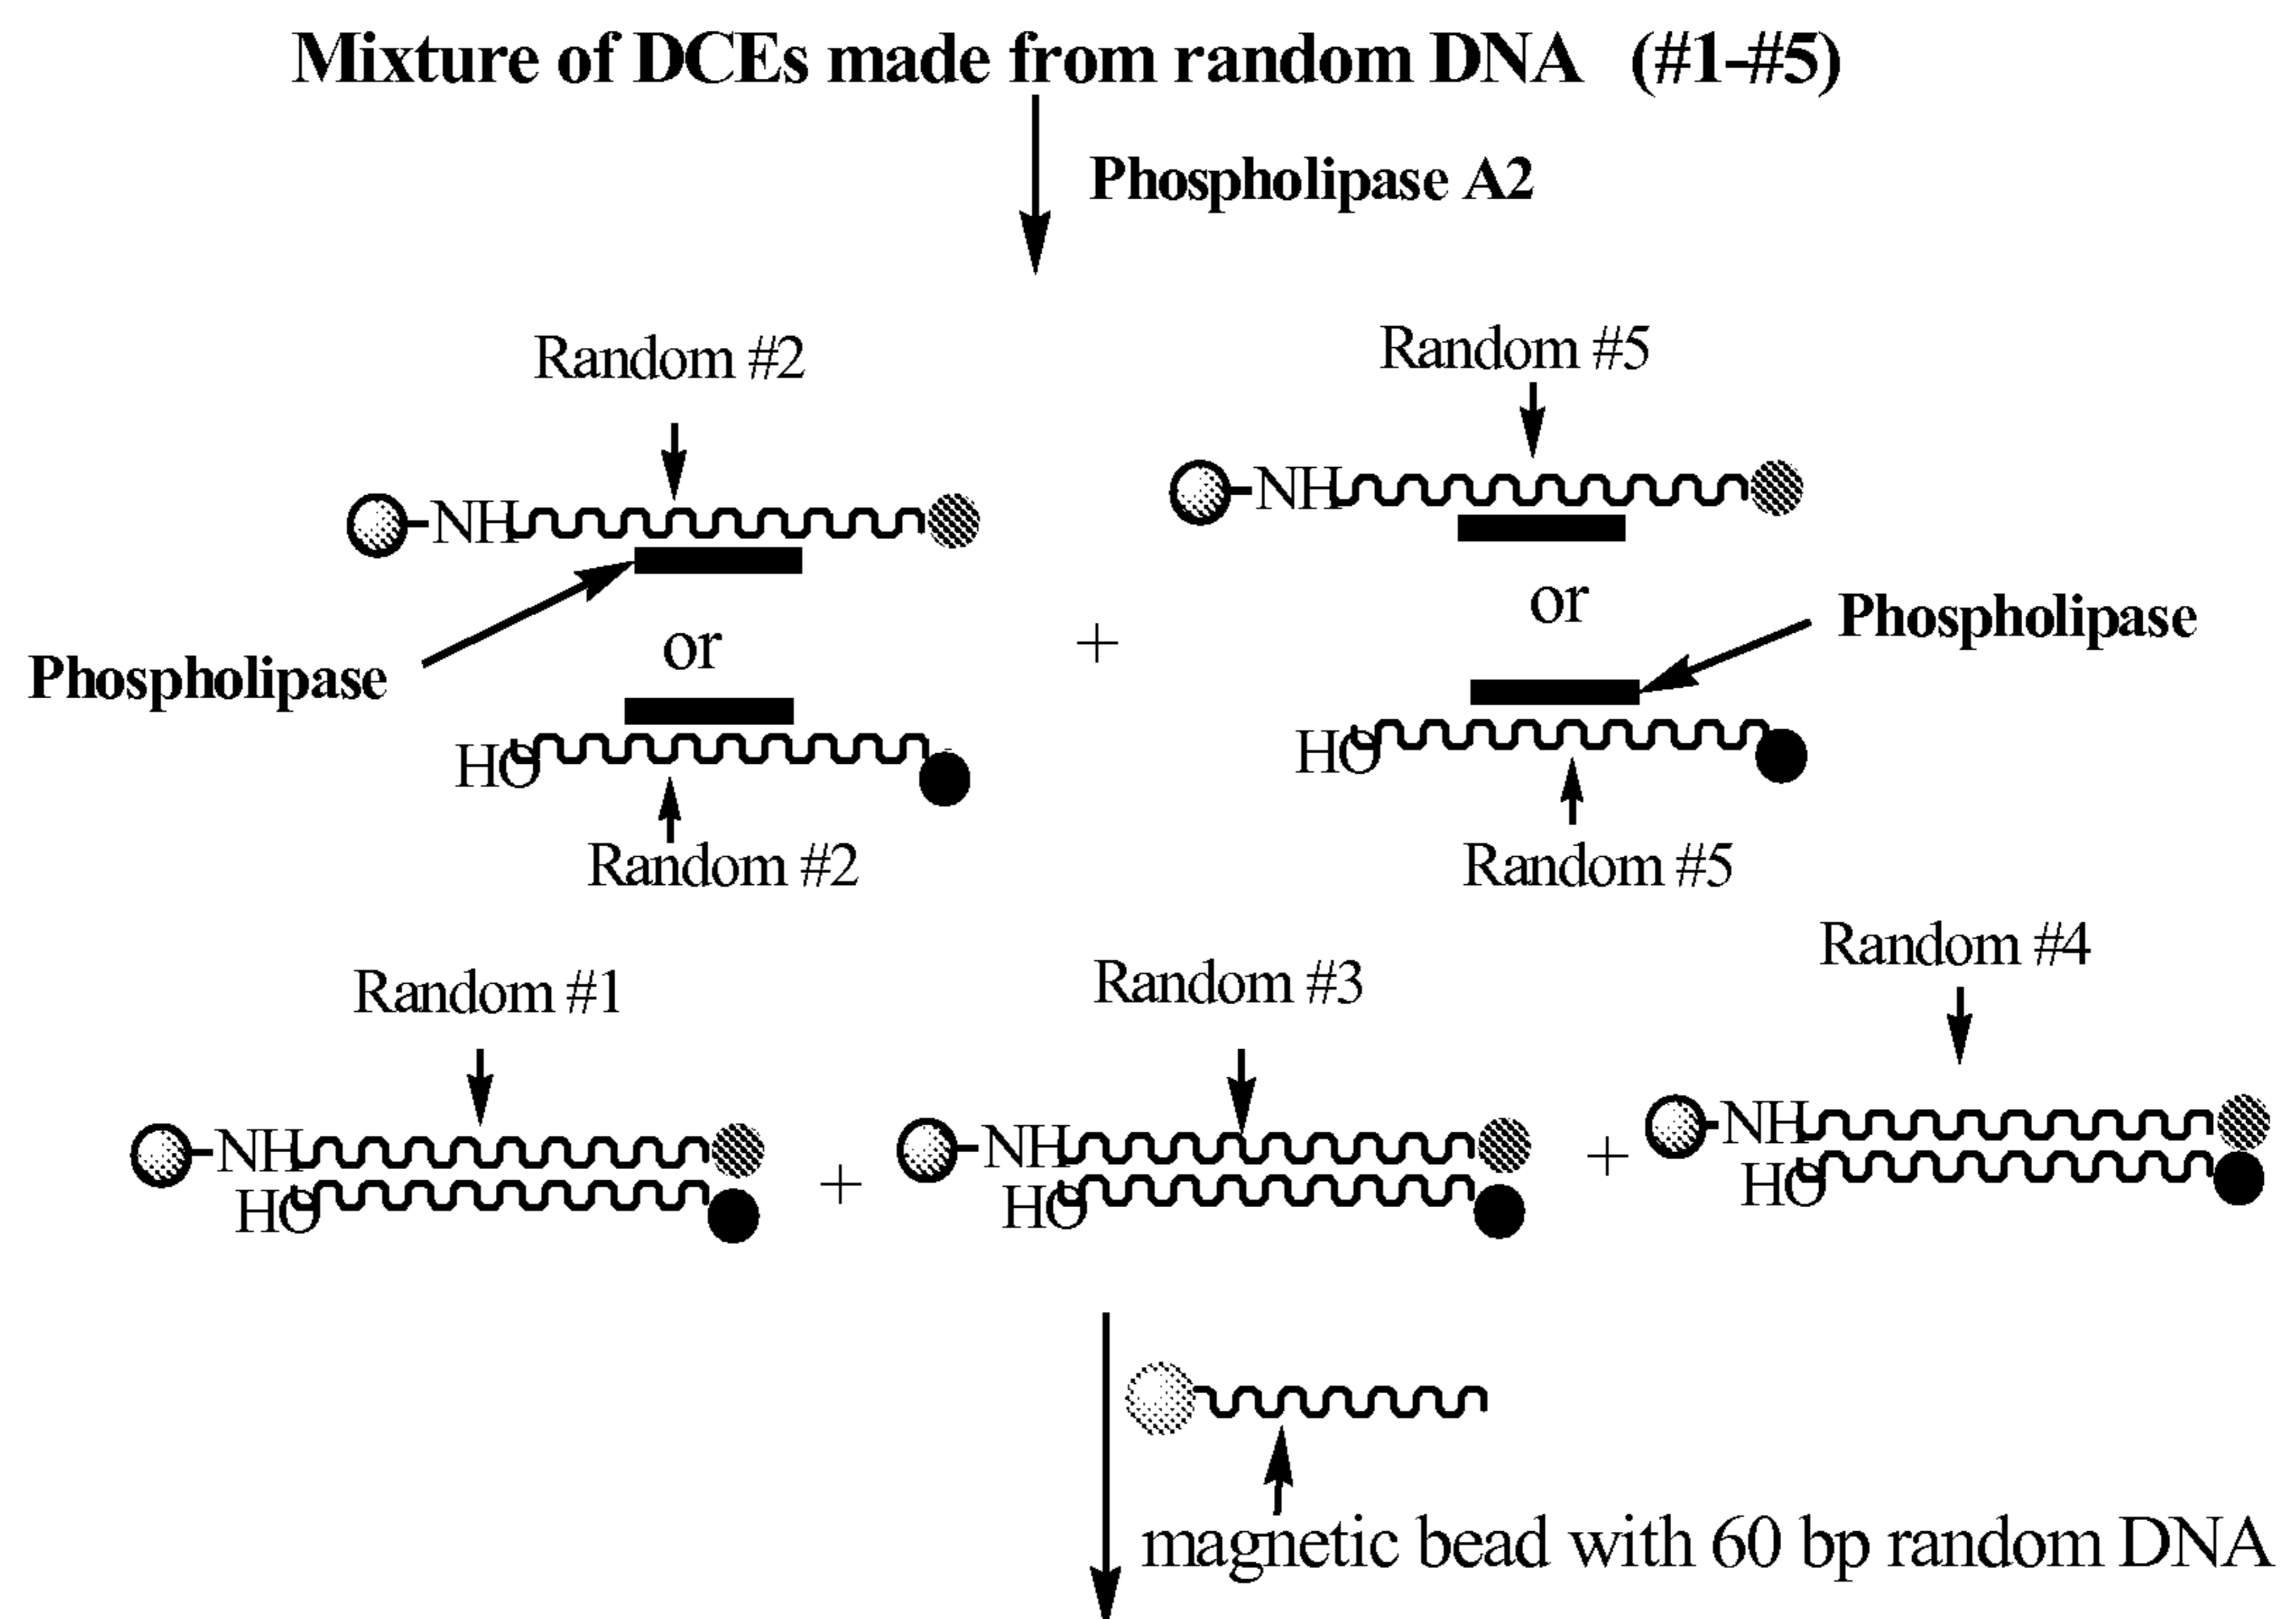 Mixture of DCEs made from random DNA (#1-#5)
Phospholipase A2
Random #2
Random #5
NH
NH
or
or
Phospholipase
Phospholipase
+
HO
HO
Random #2
Random #5
Random #1
Random #3
Random #4
NH
NH
NH
HO
HO
HO
+
+
magnetic bead with 60 bp random DNA